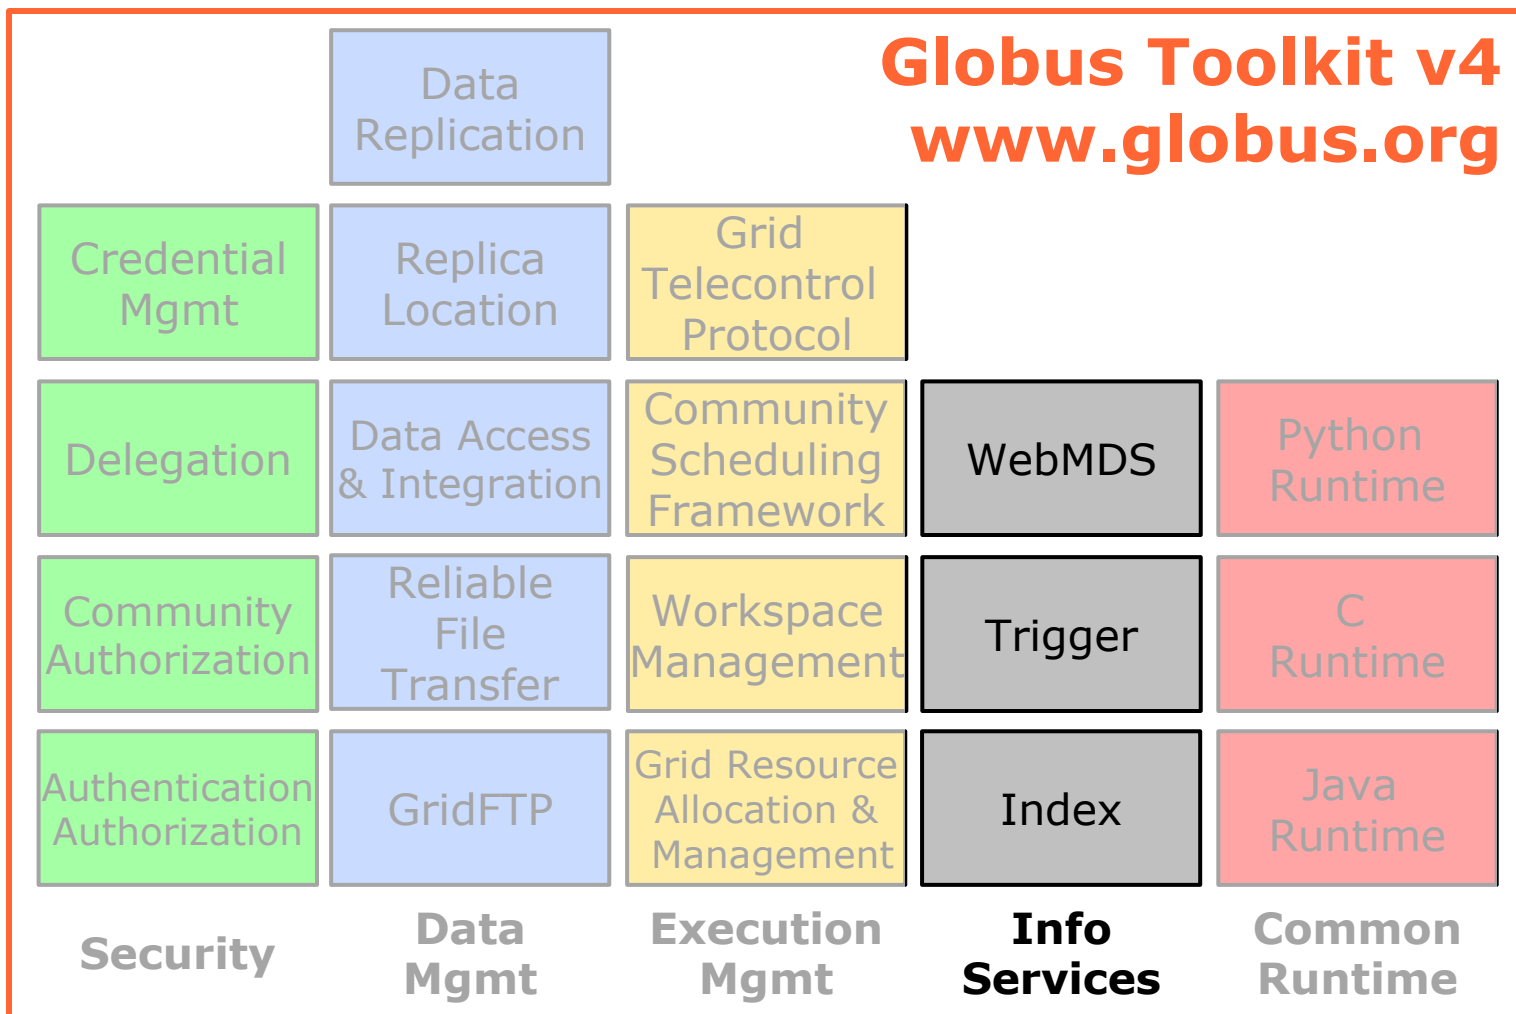 Globus Toolkit v4
www.globus.org
Data
Replication
Credential
Mgmt
Replica
Location
Grid
Telecontrol
Protocol
Delegation
Data Access
& Integration
Community
Scheduling
Framework
WebMDS
Python
Runtime
Community
Authorization
Reliable
File
Transfer
Workspace
Management
Trigger
C
Runtime
Authentication
Authorization
GridFTP
Grid Resource
Allocation &
Management
Index
Java
Runtime
Security
Data
Mgmt
Execution
Mgmt
Info
Services
Common
Runtime